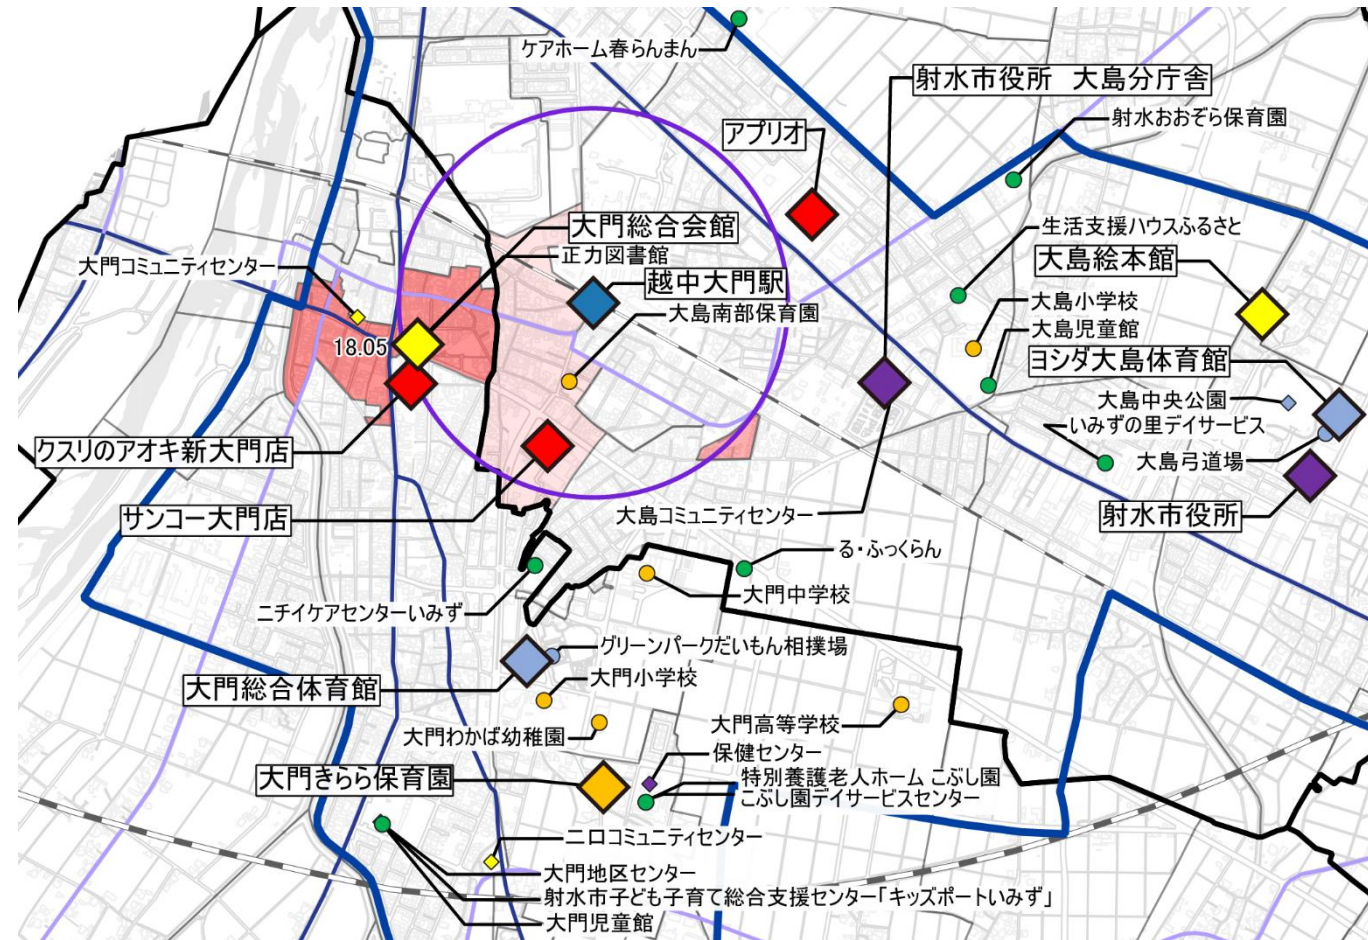 ケアホーム春らんまん
射水市役所　大島分庁舎
アプリオ
射水おおぞら保育園
大門総合会館
正力図書館
生活支援ハウスふるさと
大門コミュニティセンター
越中大門駅
大島絵本館
大島南部保育園
大島小学校
大島児童館
18.05
ヨシダ大島体育館
大島中央公園
いみずの里デイサービス
クスリのアオキ新大門店
大島弓道場
サンコー大門店
大島コミュニティセンター
射水市役所
る・ふっくらん
大門中学校
ニチイケアセンターいみず
グリーンパークだいもん相撲場
大門小学校
大門総合体育館
大門高等学校
大門わかば幼稚園
保健センター
大門きらら保育園
特別養護老人ホーム こぶし園
こぶし園デイサービスセンター
二口コミュニティセンター
大門地区センター
射水市子ども子育て総合支援センター「キッズポートいみず」
大門児童館